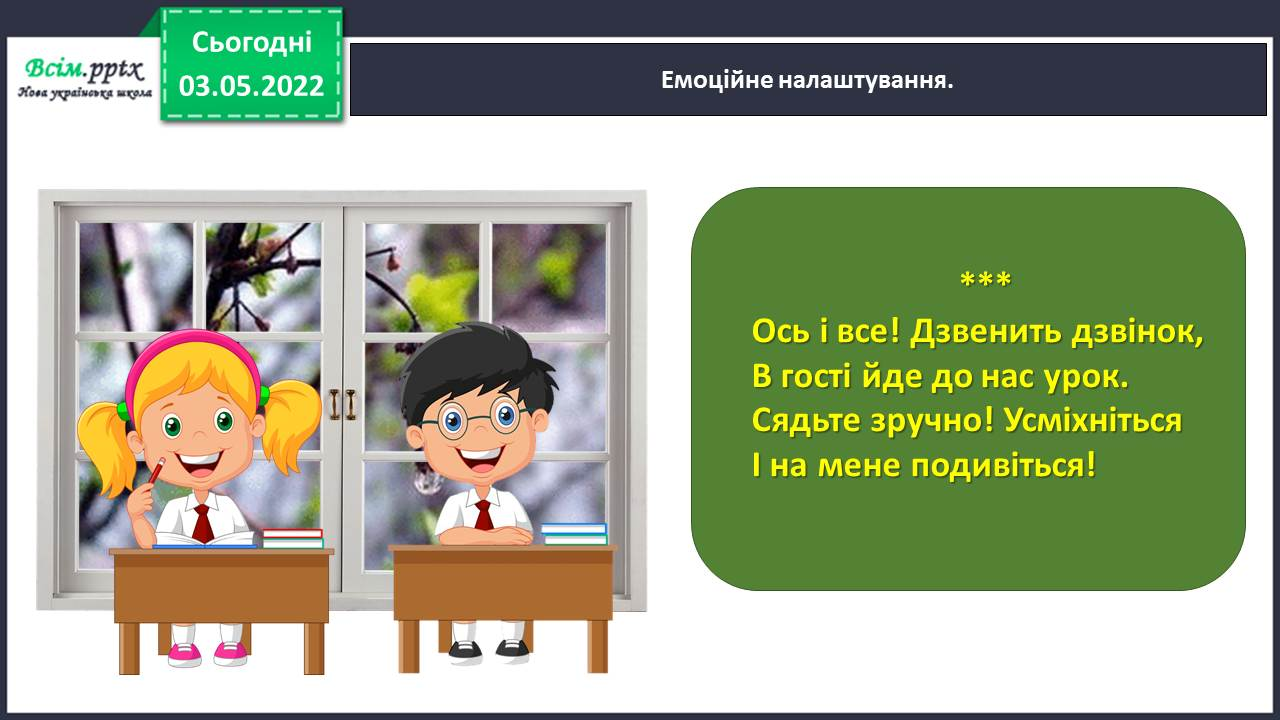 Сьогодні
03.05.2022
Всім.pptx
Нова українська школа
Емоційне налаштування.
***
Ось і все! Дзвенить дзвінок,
В гості йде до нас урок.
Сядьте зручно! Усміхніться
І на мене подивіться!